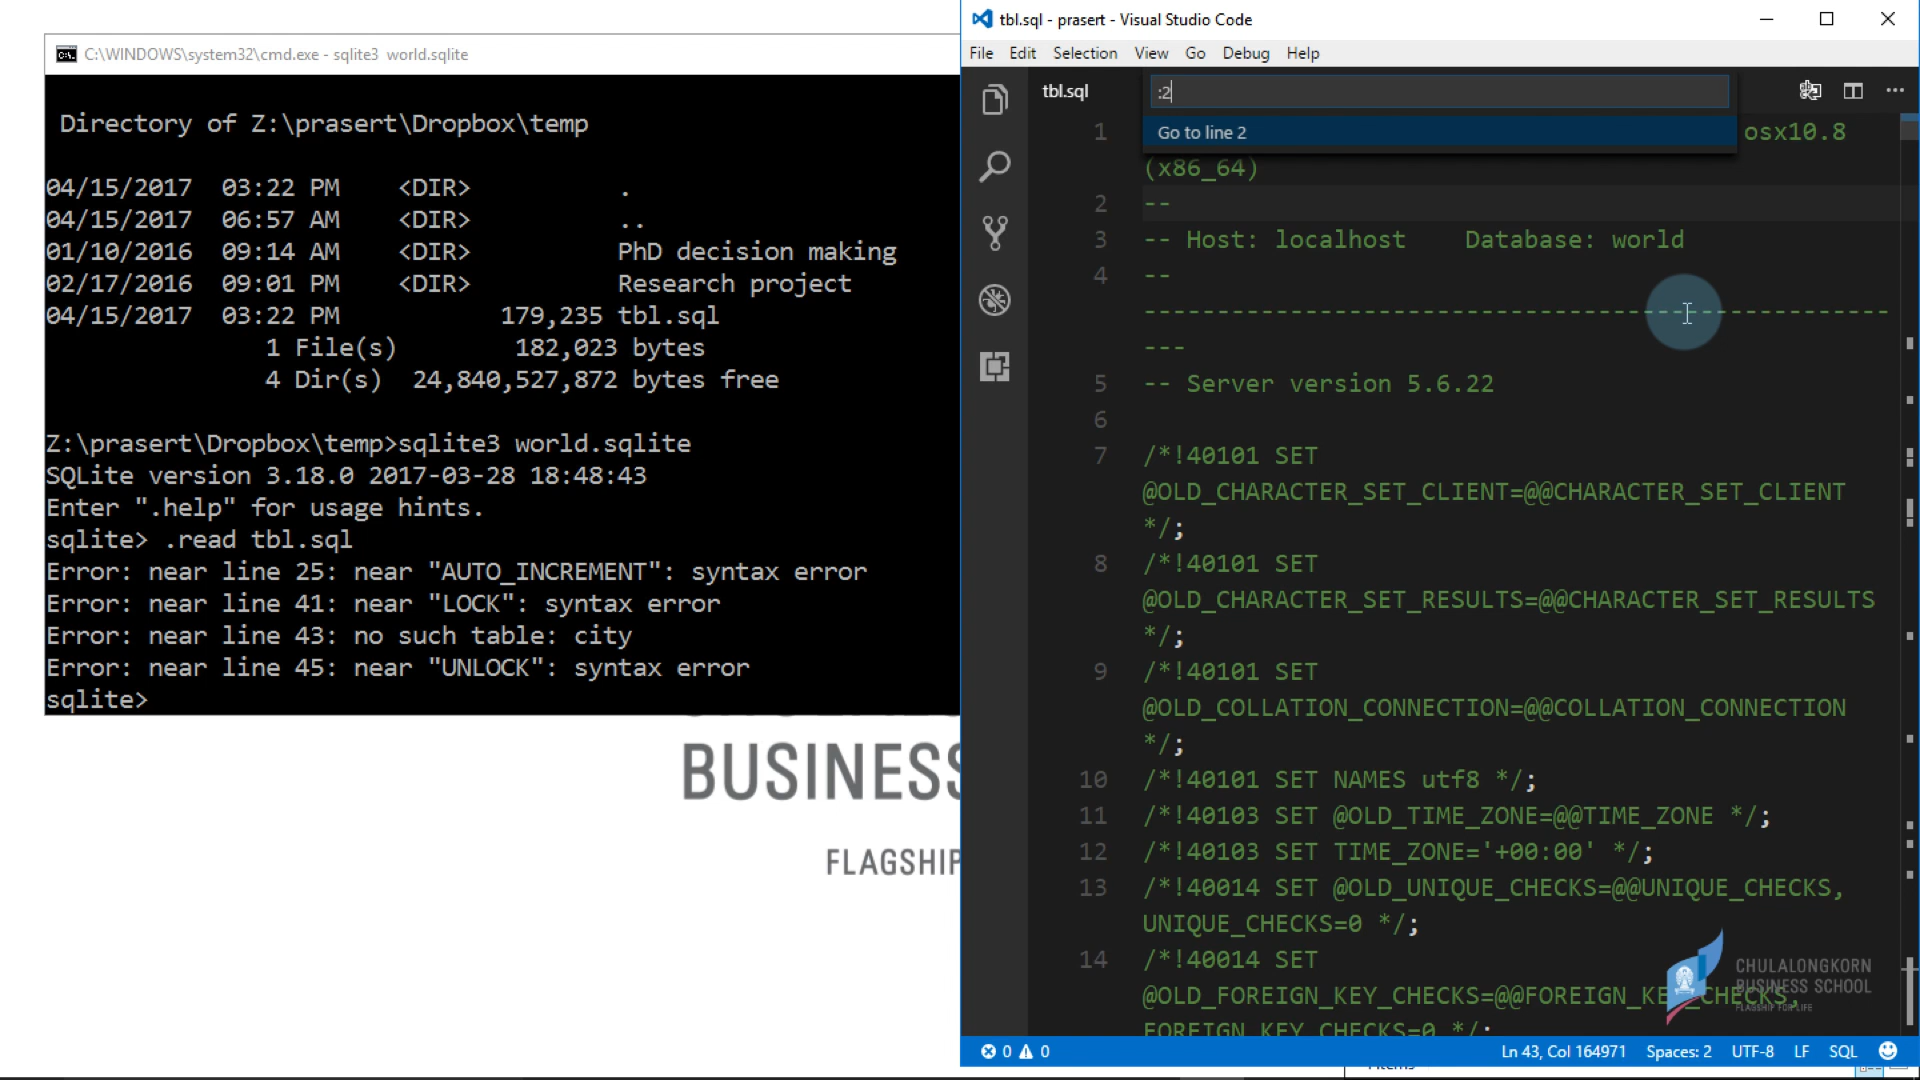 C:\WINDOWS\system32\cmd.exe - sqlite3  world.sqlite
Directory of Z:\prasert\Dropbox\temp
04/15/2017  03:22 PM    <DIR>          .
04/15/2017  06:57 AM    <DIR>          ..
01/10/2016  09:14 AM    <DIR>          PhD decision making
02/17/2016  09:01 PM    <DIR>          Research project
04/15/2017  03:22 PM           179,235 tbl.sql
1 File(s)        182,023 bytes
4 Dir(s)  24,840,527,872 bytes free
Z:\prasert\Dropbox\temp>sqlite3 world.sqlite
SQLite version 3.18.0 2017-03-28 18:48:43
Enter ".help" for usage hints.
sqlite> .read tbl.sql
Error: near line 25: near "AUTO_INCREMENT": syntax error
Error: near line 41: near "LOCK": syntax error
Error: near line 43: no such table: city
Error: near line 45: near "UNLOCK": syntax error
sqlite>
BUSINESS
FLAGSHIP
tbl.sql - prasert - Visual Studio Code
File Edit Selection View Go Debug Help
tbl.sql
:2
Go to line 2
1 osx10.8
(x86_64)
2 --
3 -- Host: localhost    Database: world
4 --
---------------------------------------------------
---
5 -- Server version 5.6.22
6
7 /*!40101 SET
@OLD_CHARACTER_SET_CLIENT=@@CHARACTER_SET_CLIENT
*/;
8 /*!40101 SET
@OLD_CHARACTER_SET_RESULTS=@@CHARACTER_SET_RESULTS
*/;
9 /*!40101 SET
@OLD_COLLATION_CONNECTION=@@COLLATION_CONNECTION
*/;
10 /*!40101 SET NAMES utf8 */;
11 /*!40103 SET @OLD_TIME_ZONE=@@TIME_ZONE */;
12 /*!40103 SET TIME_ZONE='+00:00' */;
13 /*!40014 SET @OLD_UNIQUE_CHECKS=@@UNIQUE_CHECKS,
UNIQUE_CHECKS=0 */;
14 /*!40014 SET
@OLD_FOREIGN_KEY_CHECKS=@@FOREIGN_KEY_CHECKS,
FOREIGN_KEY_CHECKS=0 */;
CHULALONGKORN
BUSINESS SCHOOL
FLAGSHIP FOR LIFE
0 0 Ln 43, Col 164971 Spaces: 2 UTF-8 LF SQL